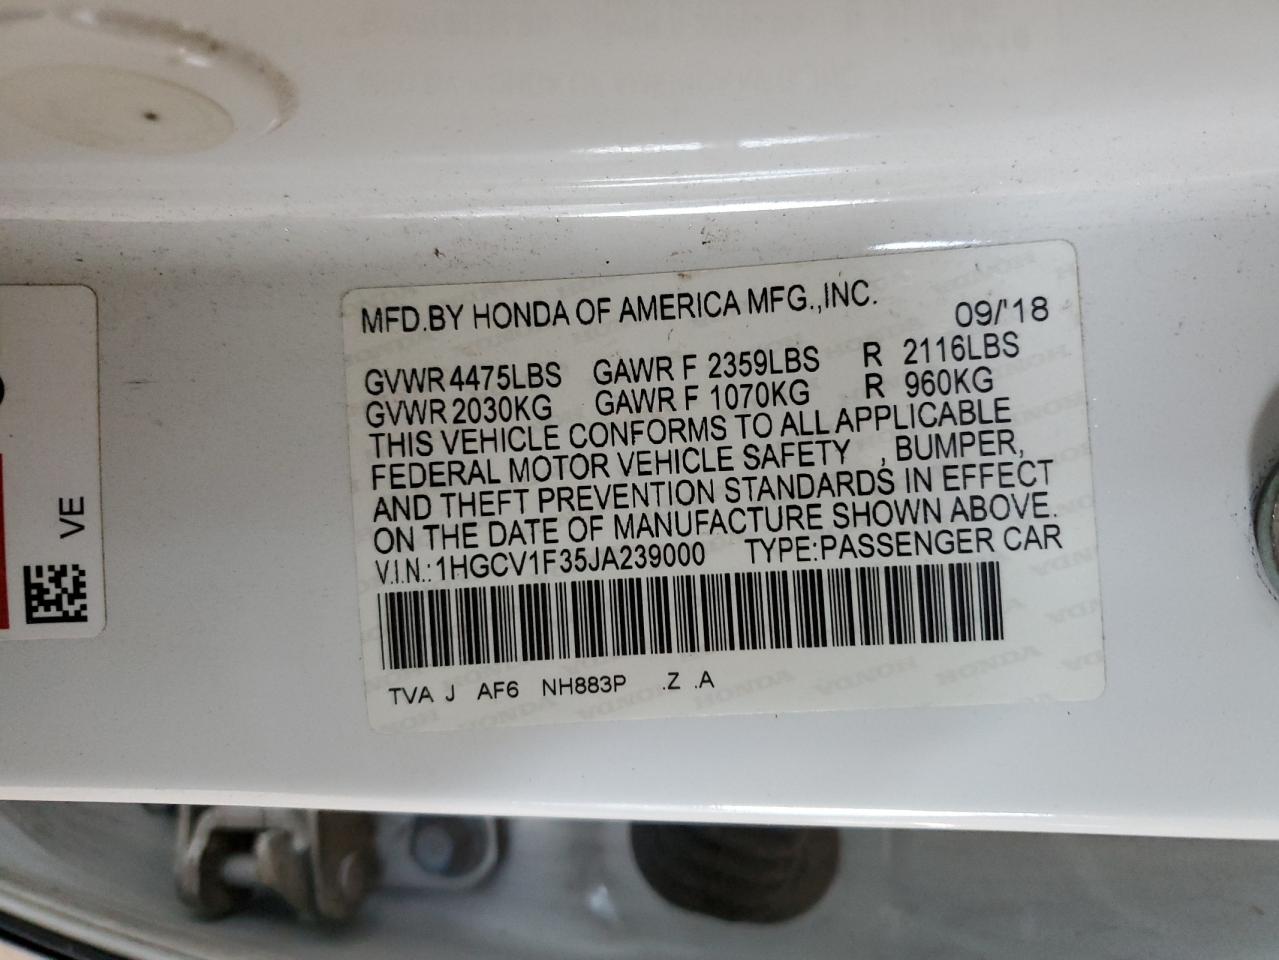 MFD.BY HONDA OF AMERICA MFG.,INC.
09/'18
GVWR 4475LBS GAWR F 2359LBS R 2116LBS
GVWR 2030KG GAWR F 1070KG R 960KG
THIS VEHICLE CONFORMS TO ALL APPLICABLE
FEDERAL MOTOR VEHICLE SAFETY , BUMPER,
AND THEFT PREVENTION STANDARDS IN EFFECT
ON THE DATE OF MANUFACTURE SHOWN ABOVE.
V.I.N.:1HGCV1F35JA239000 TYPE:PASSENGER CAR
TVA J AF6 NH883P .Z .A
VE